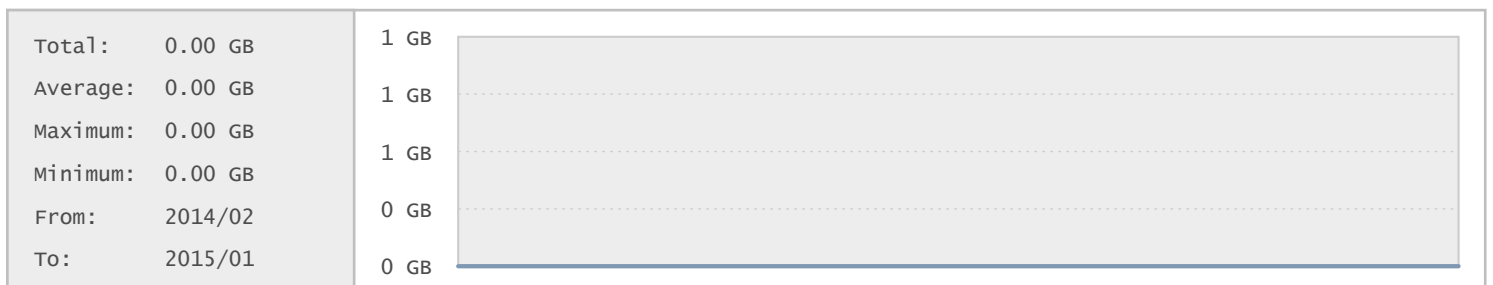 Total: 0.00 GB
Average: 0.00 GB
Maximum: 0.00 GB
Minimum: 0.00 GB
From: 2014/02
To: 2015/01
1 GB
1 GB
1 GB
0 GB
0 GB